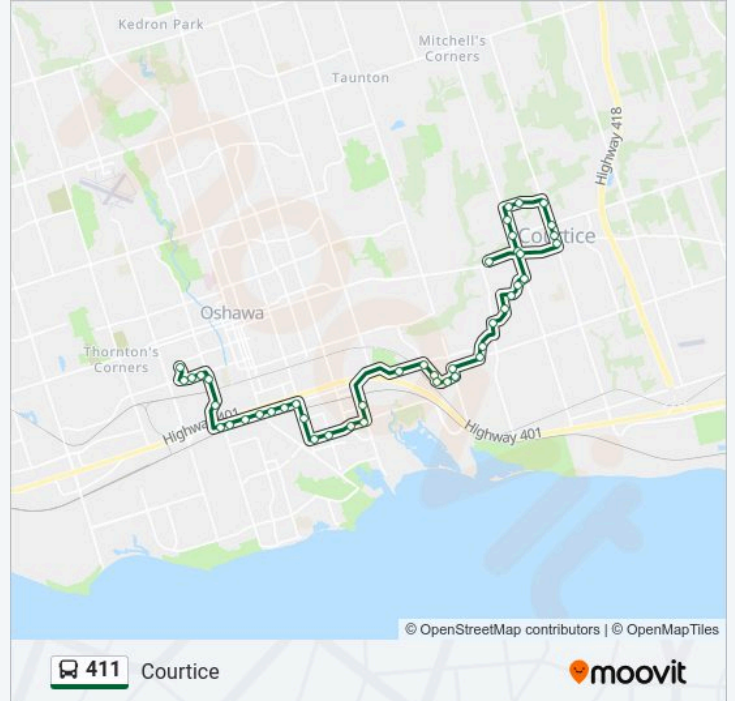 Kedron Park
Mitchell's
Corners
Taunton
Highway 418
Courtice
Oshawa
Thornton's
Corners
Highway 401
Highway 401
© OpenStreetMap contributors | © OpenMapTiles
411 Courtice
moovit